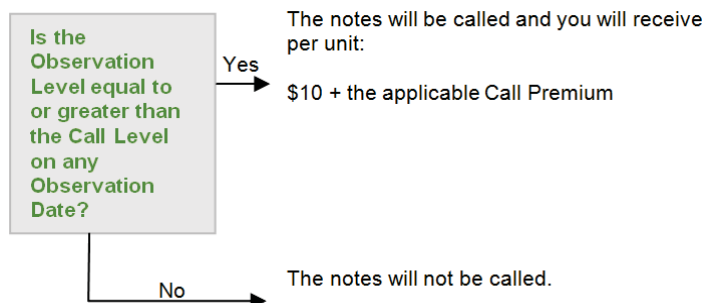 Is the
Observation
Level equal to
or greater than
the Call Level
on any
Observation
Date?
Yes
The notes will be called and you will receive
per unit:
$10 + the applicable Call Premium
No
The notes will not be called.